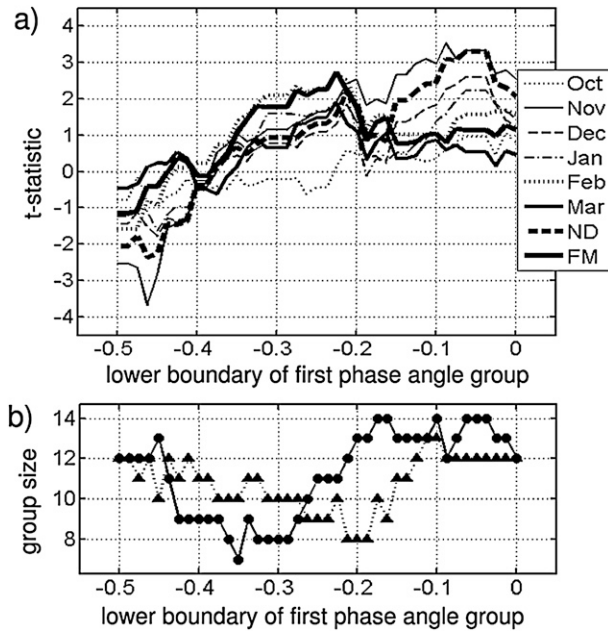 a)
4
3
2
1
0
-1
-2
-3
-4
t-statistic
-0.5 -0.4 -0.3 -0.2 -0.1 0
lower boundary of first phase angle group
Oct
Nov
Dec
Jan
Feb
Mar
ND
FM
b)
14
12
10
8
group size
-0.5 -0.4 -0.3 -0.2 -0.1 0
lower boundary of first phase angle group